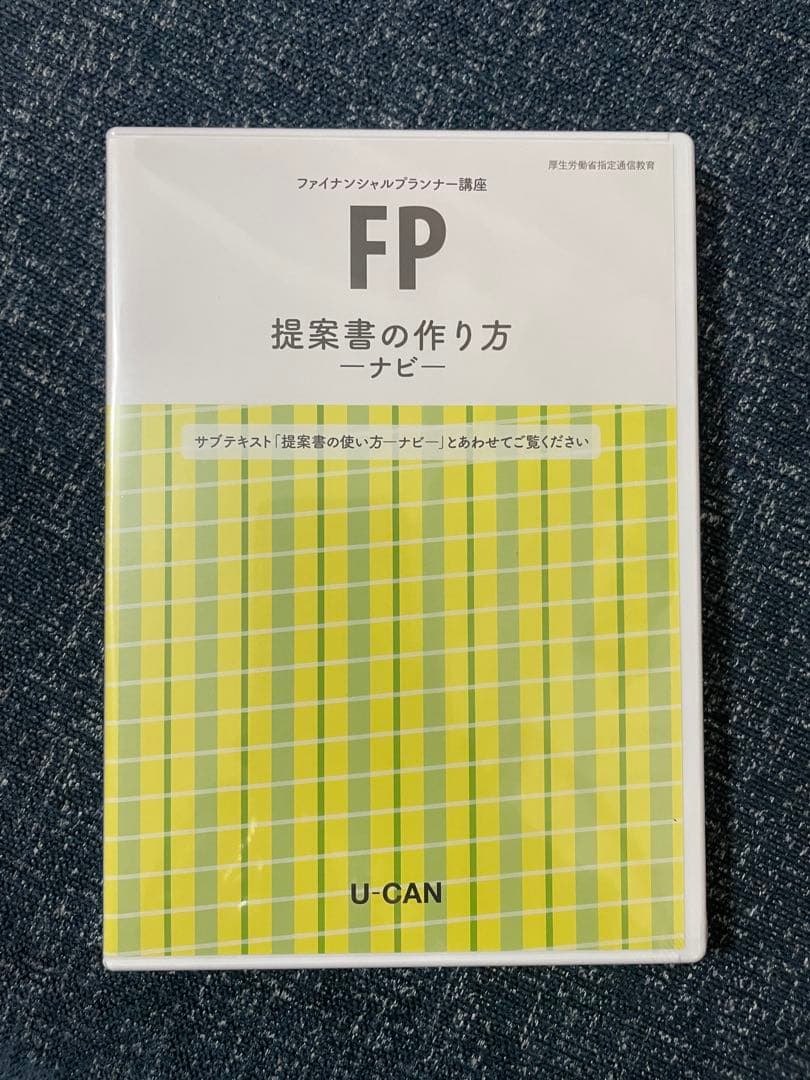 厚生労働省指定通信教育
ファイナンシャルプランナー講座
FP
提案書の作り方
―ナビ―
サブテキスト「提案書の使い方―ナビ―」とあわせてご覧ください
U-CAN